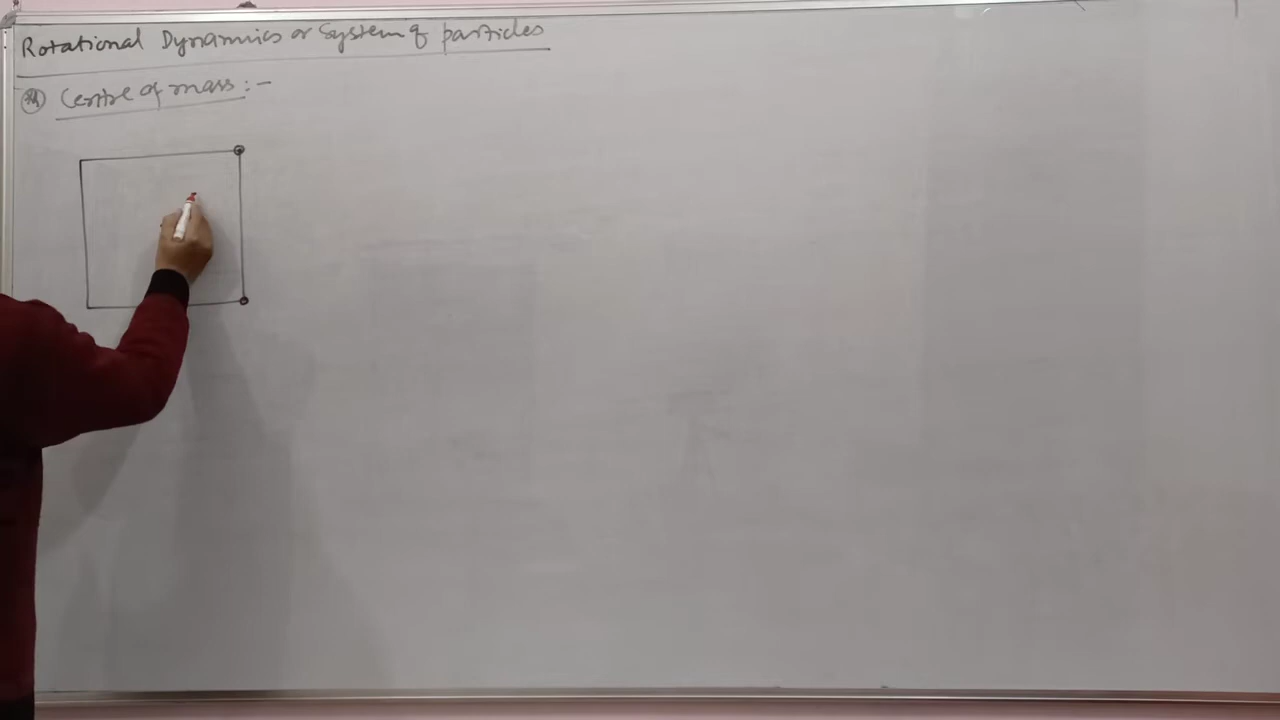 Rotational Dynamics or System of particles
Centre of mass :-